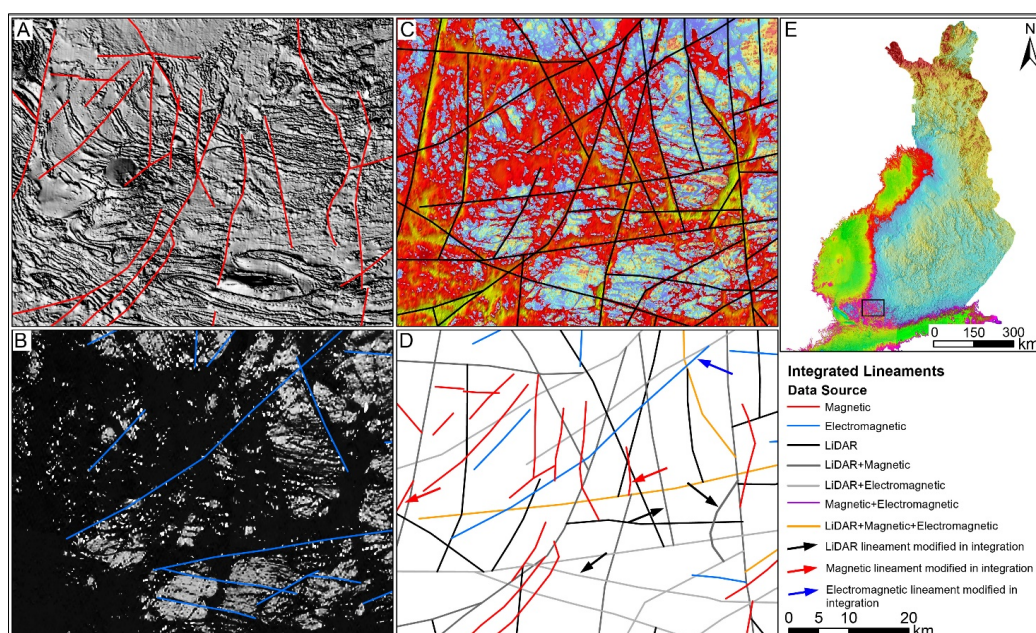 A
B
C
D
E
N
0 150 300
km
Integrated Lineaments
Data Source
Magnetic
Electromagnetic
LiDAR
LiDAR+Magnetic
LiDAR+Electromagnetic
Magnetic+Electromagnetic
LiDAR+Magnetic+Electromagnetic
LiDAR lineament modified in integration
Magnetic lineament modified in integration
Electromagnetic lineament modified in
integration
0 5 10 20
km